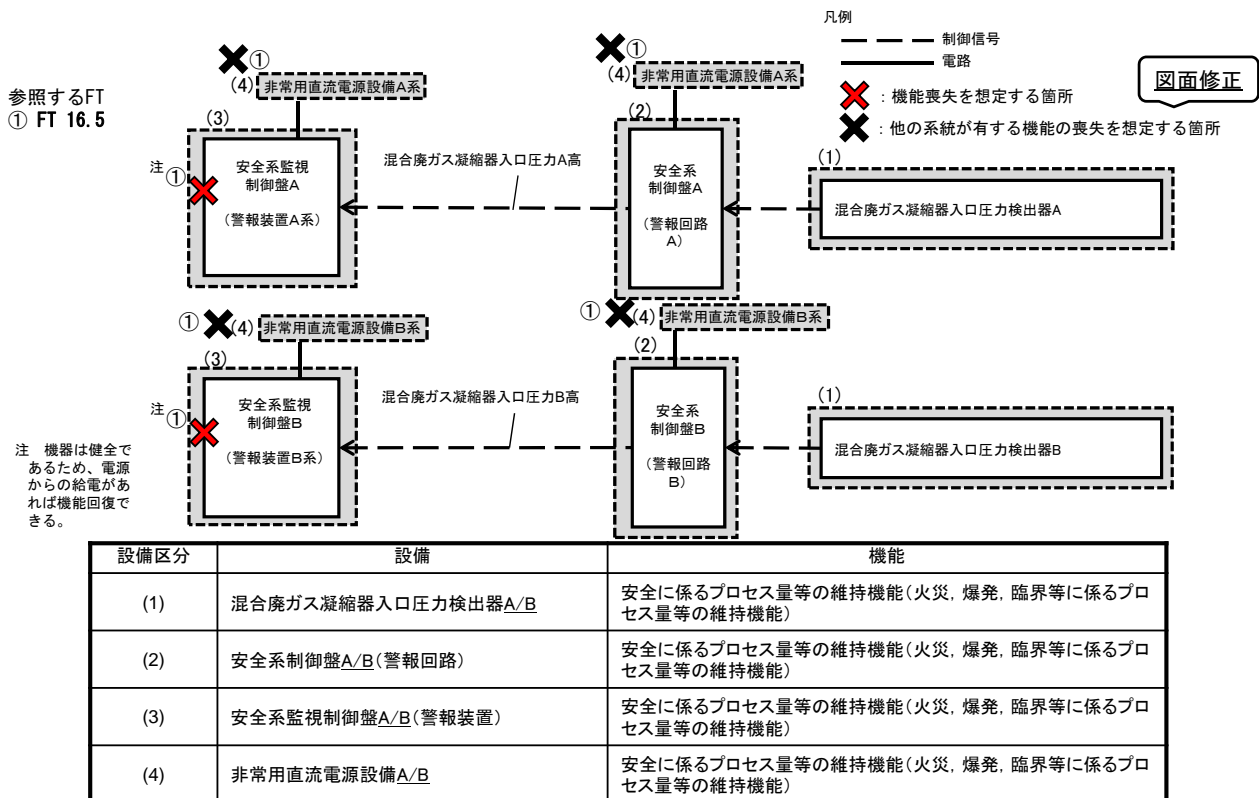 凡例
制御信号
電路
：機能喪失を想定する箇所
：他の系統が有する機能の喪失を想定する箇所
図面修正
参照するFT
① FT 16.5
①
(4)
非常用直流電源設備A系
(3)
注①
安全系監視
制御盤A
（警報装置A系）
混合廃ガス凝縮器入口圧力A高
①
(4)
非常用直流電源設備A系
(2)
安全系
制御盤A
（警報回路
A）
(1)
混合廃ガス凝縮器入口圧力検出器A
①
(4)
非常用直流電源設備B系
(3)
注①
安全系監視
制御盤B
（警報装置B系）
混合廃ガス凝縮器入口圧力B高
①
(4)
非常用直流電源設備B系
(2)
安全系
制御盤B
（警報回路
B）
(1)
混合廃ガス凝縮器入口圧力検出器B
注　機器は健全で
あるため、電源
からの給電があ
れば機能回復で
きる。
設備区分 設備 機能
(1) 混合廃ガス凝縮器入口圧力検出器A/B 安全に係るプロセス量等の維持機能（火災，爆発，臨界等に係るプロ
セス量等の維持機能）
(2) 安全系制御盤A/B（警報回路） 安全に係るプロセス量等の維持機能（火災，爆発，臨界等に係るプロ
セス量等の維持機能）
(3) 安全系監視制御盤A/B（警報装置） 安全に係るプロセス量等の維持機能（火災，爆発，臨界等に係るプロ
セス量等の維持機能）
(4) 非常用直流電源設備A/B 安全に係るプロセス量等の維持機能（火災，爆発，臨界等に係るプロ
セス量等の維持機能）